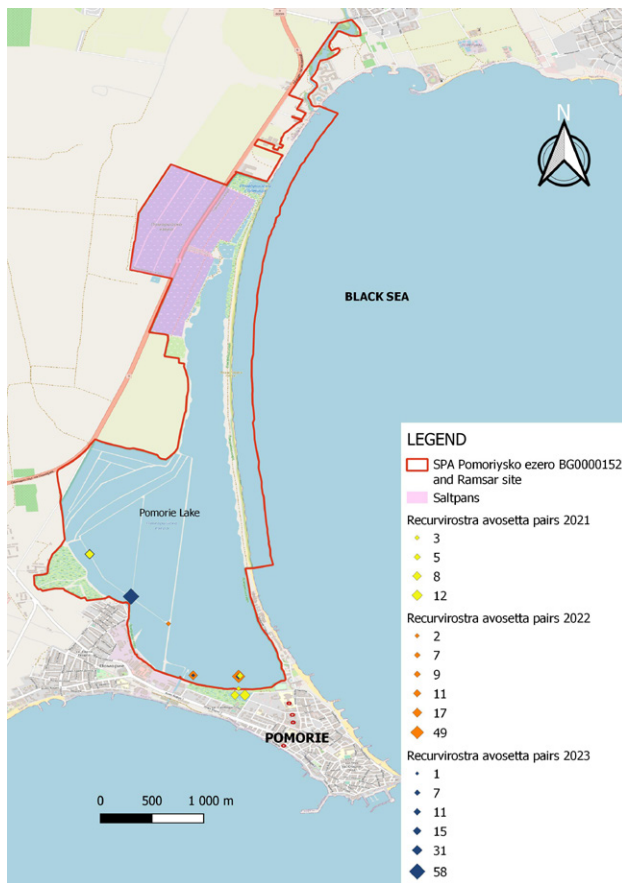 N
BLACK SEA
Pomorie Lake
POMORIE
0 500 1 000 m
LEGEND
SPA Pomoriysko ezero BG0000152
and Ramsar site
Saltpans
Recurvirostra avosetta pairs 2021
3
5
8
12
Recurvirostra avosetta pairs 2022
2
7
9
11
17
49
Recurvirostra avosetta pairs 2023
1
7
11
15
31
58